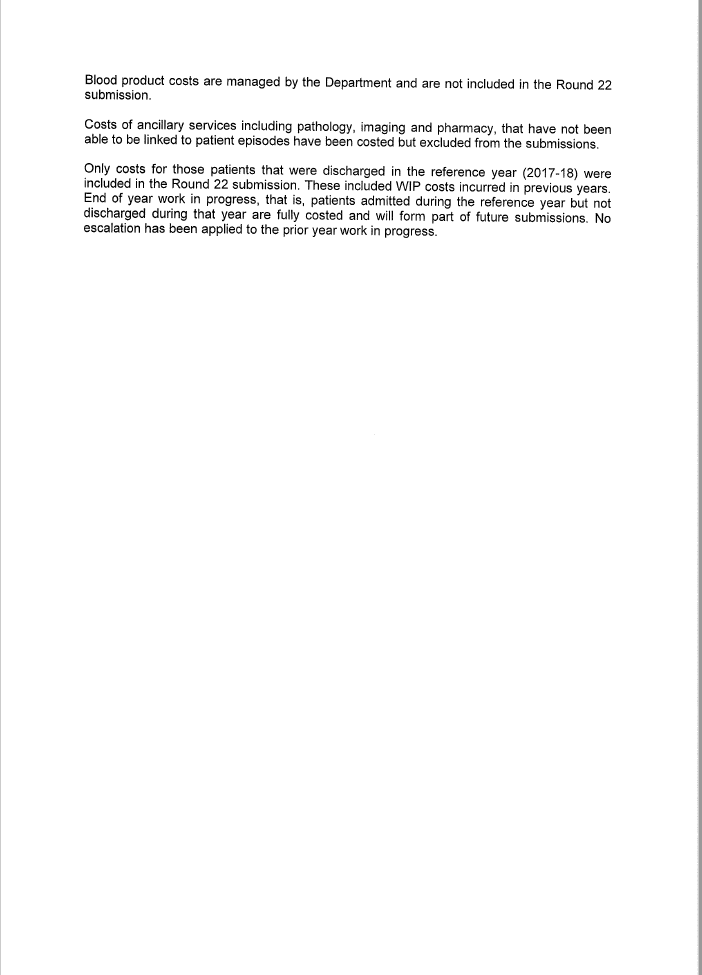 Blood product costs are managed by the Department and are not included in the Round 22
submission.
Costs of ancillary services including pathology, imaging and pharmacy, that have not been
able to be linked to patient episodes have been costed but excluded from the submissions.
Only costs for those patients that were discharged in the reference year (2017-18) were
included in the Round 22 submission. These included WIP costs incurred in previous years.
End of year work in progress, that is, patients admitted during the reference year but not
discharged during that year are fully costed and will form part of future submissions. No
escalation has been applied to the prior year work in progress.